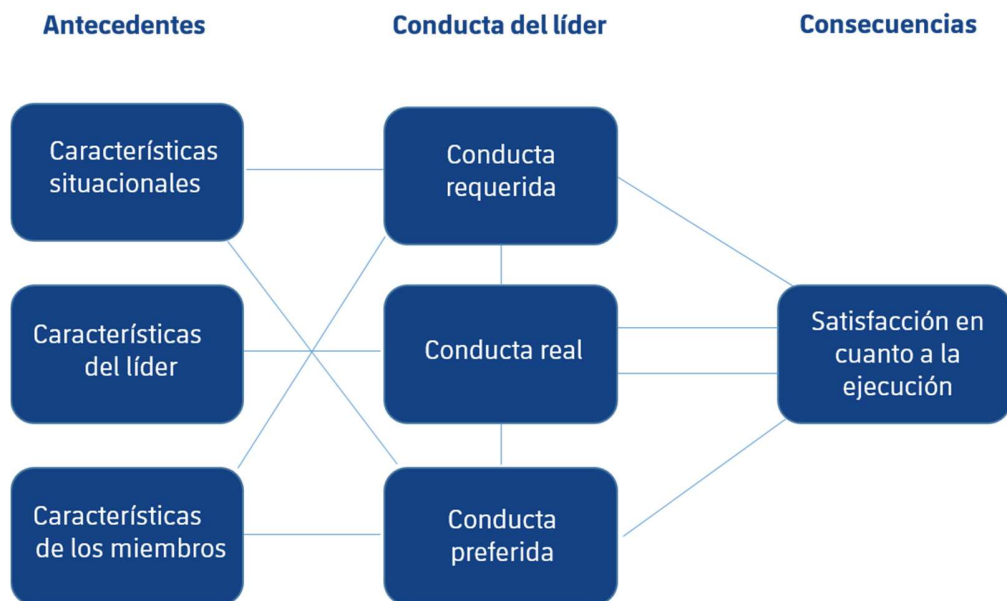 Antecedentes
Conducta del líder
Consecuencias
Características
situacionales
Conducta
requerida
Características
del líder
Conducta real
Satisfacción en
cuanto a la
ejecución
Características
de los miembros
Conducta
preferida